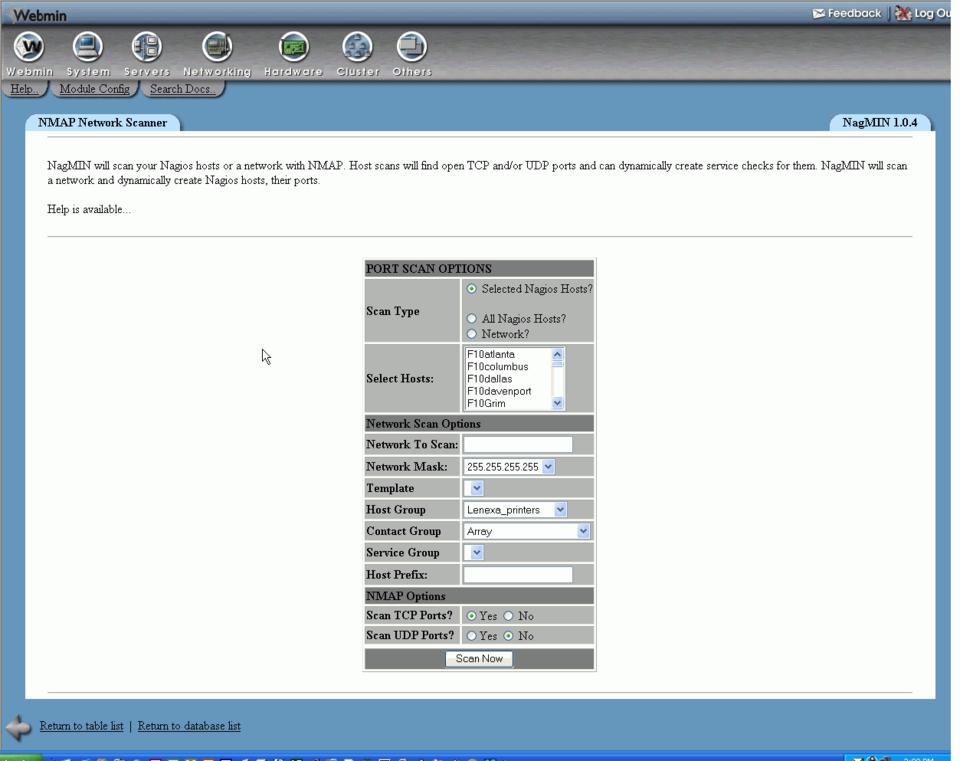 Webmin
Feedback
Log Ou
Webmin System Servers Networking Hardware Cluster Others
Help.. Module Config Search Docs..
NMAP Network Scanner
NagMIN 1.0.4
NagMIN will scan your Nagios hosts or a network with NMAP. Host scans will find open TCP and/or UDP ports and can dynamically create service checks for them. NagMIN will scan
a network and dynamically create Nagios hosts, their ports.
Help is available...
PORT SCAN OPTIONS
Scan Type
Selected Nagios Hosts?
All Nagios Hosts?
Network?
Select Hosts:
F10atlanta
F10columbus
F10dallas
F10davenport
F10Grim
Network Scan Options
Network To Scan:
Network Mask: 255.255.255.255
Template
Host Group Lenexa_printers
Contact Group Array
Service Group
Host Prefix:
NMAP Options
Scan TCP Ports? Yes No
Scan UDP Ports? Yes No
Scan Now
Return to table list | Return to database list